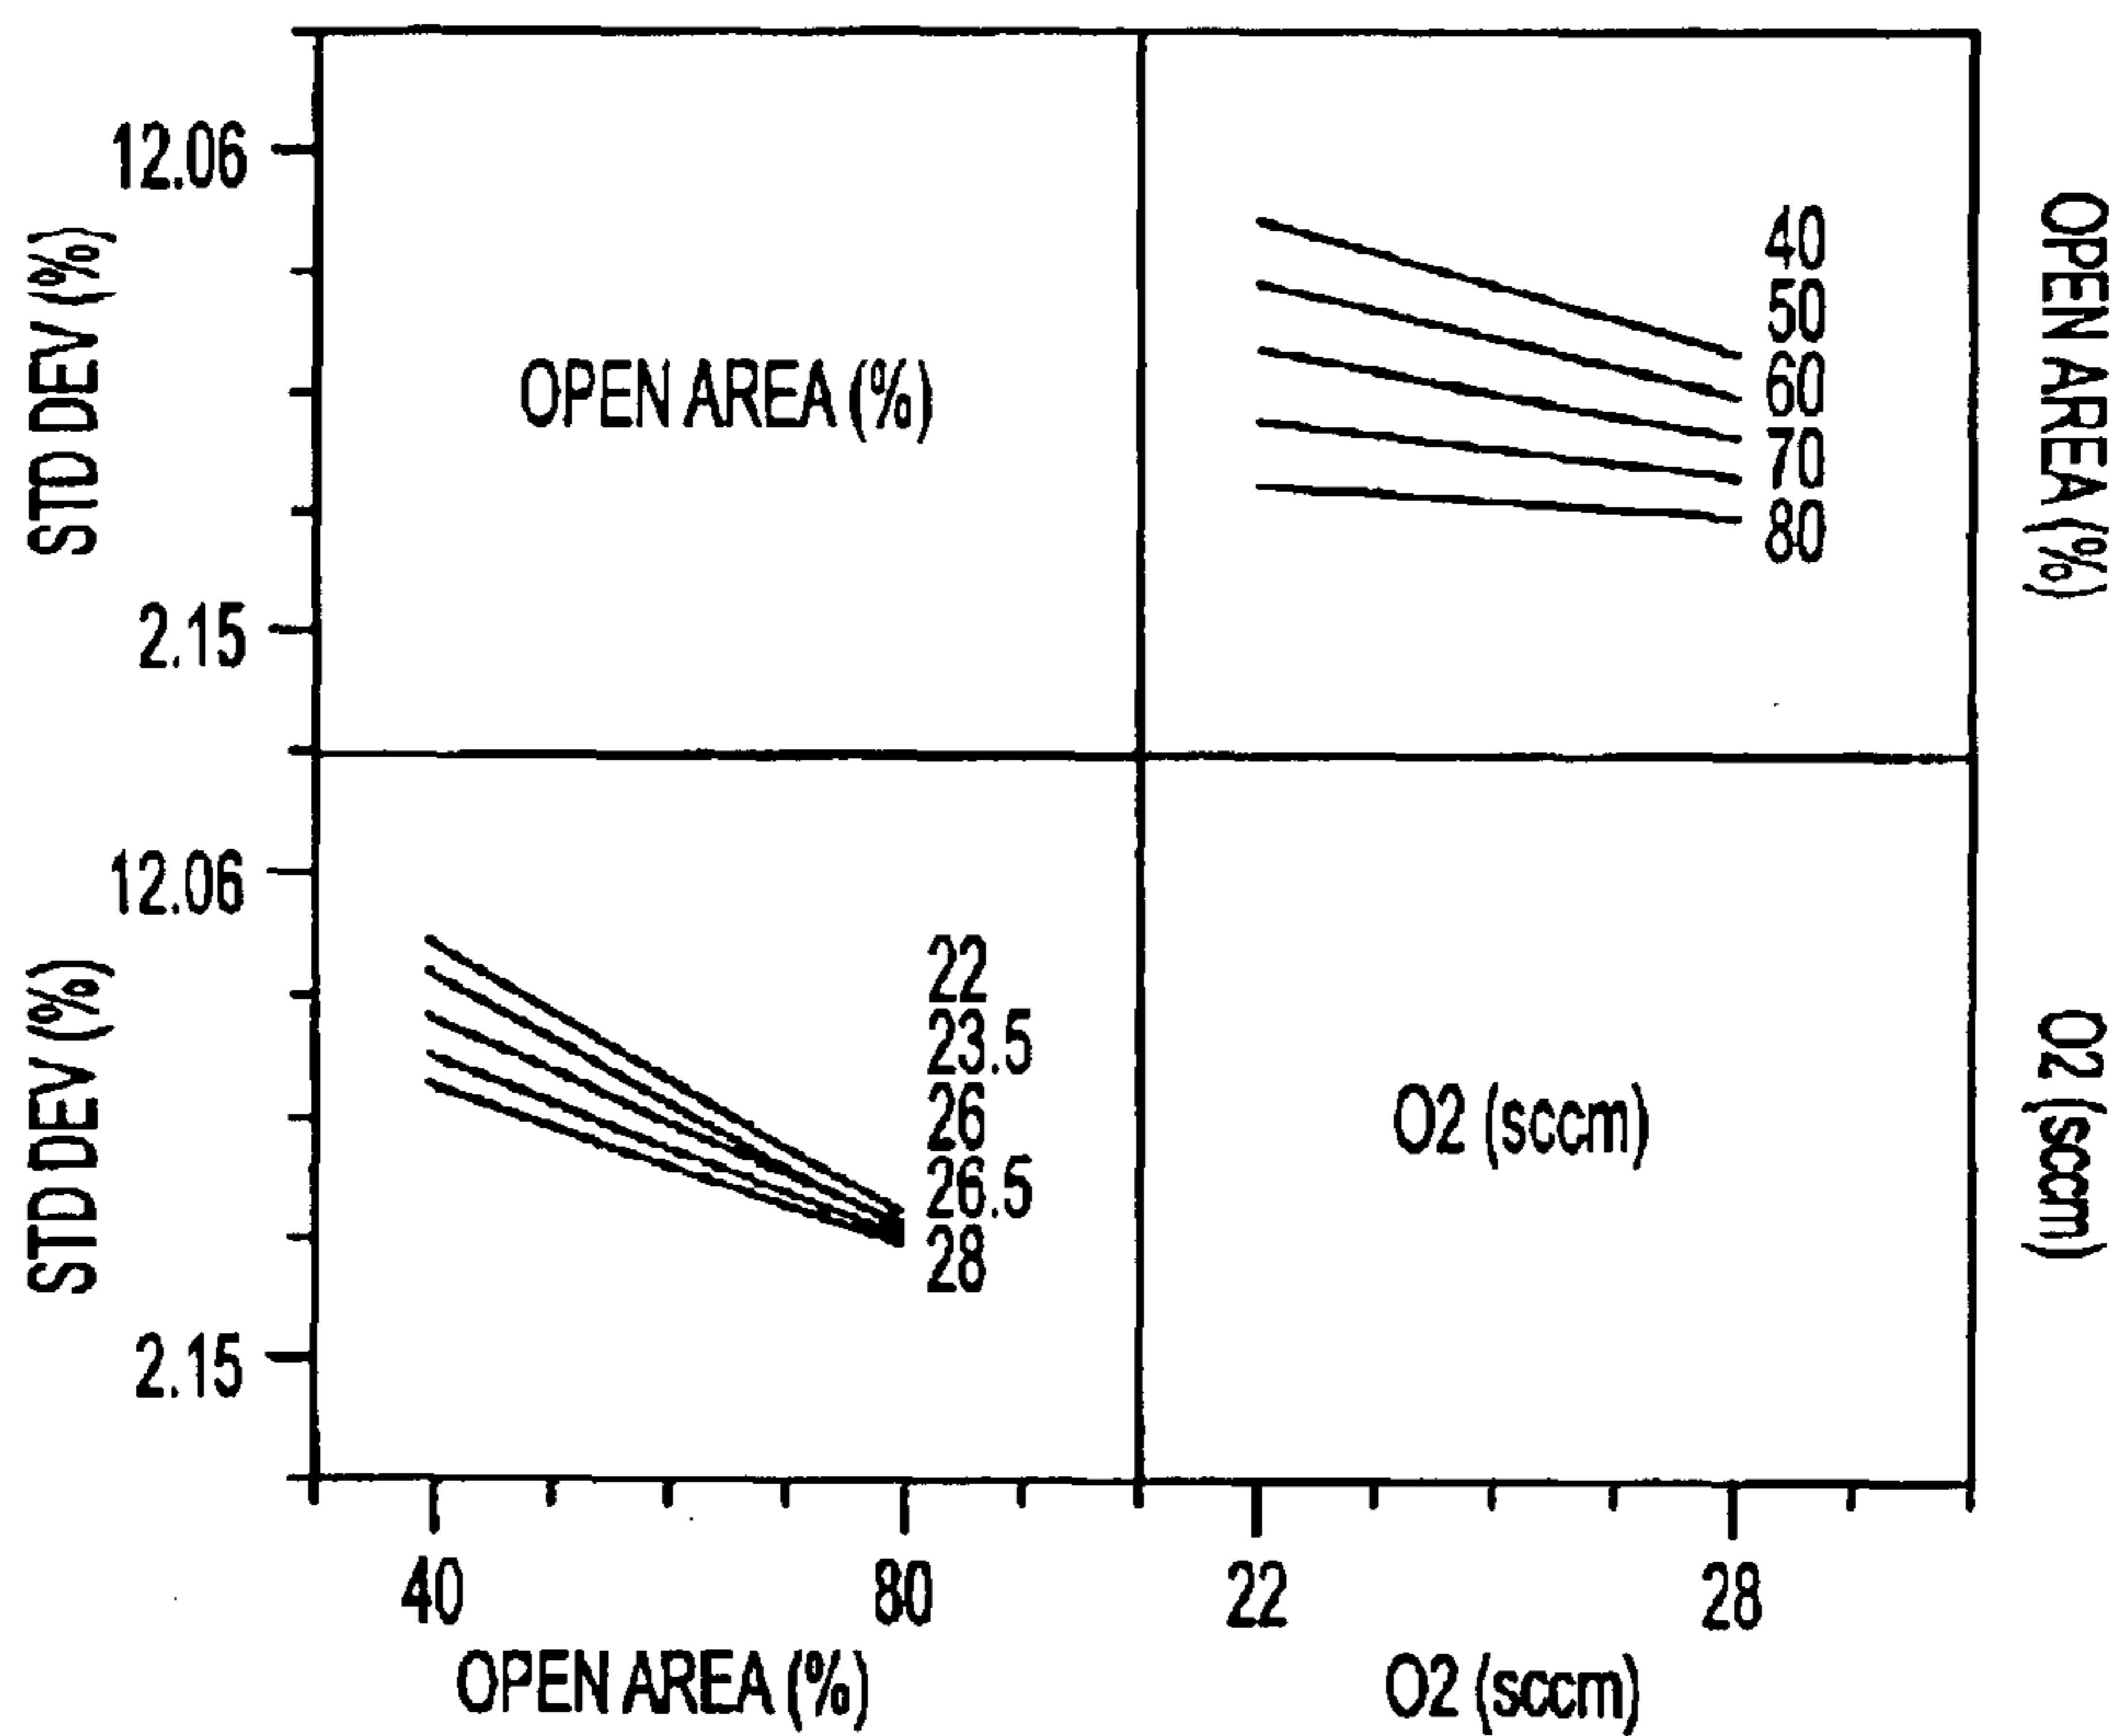 12.06
STD DEV (%)
2.15
OPEN AREA (%)
40
50
60
70
80
OPEN AREA (%)
12.06
STD DEV (%)
2.15
22
23.5
26
26.5
28
O2 (sccm)
O2 (sccm)
40
80
22
28
OPEN AREA (%)
O2 (sccm)